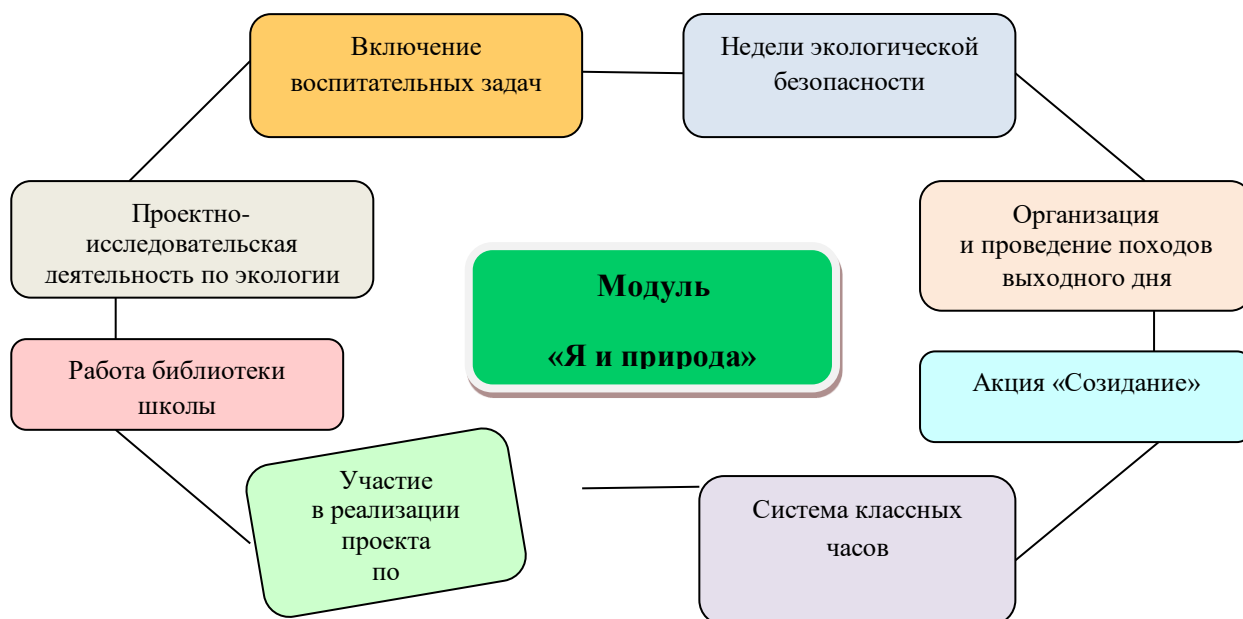 Включение
воспитательных задач
Недели экологической
безопасности
Проектно-
исследовательская
деятельность по экологии
Организация
и проведение походов
выходного дня
Модуль
«Я и природа»
Работа библиотеки
школы
Акция «Созидание»
Участие
в реализации
проекта
по
Система классных
часов